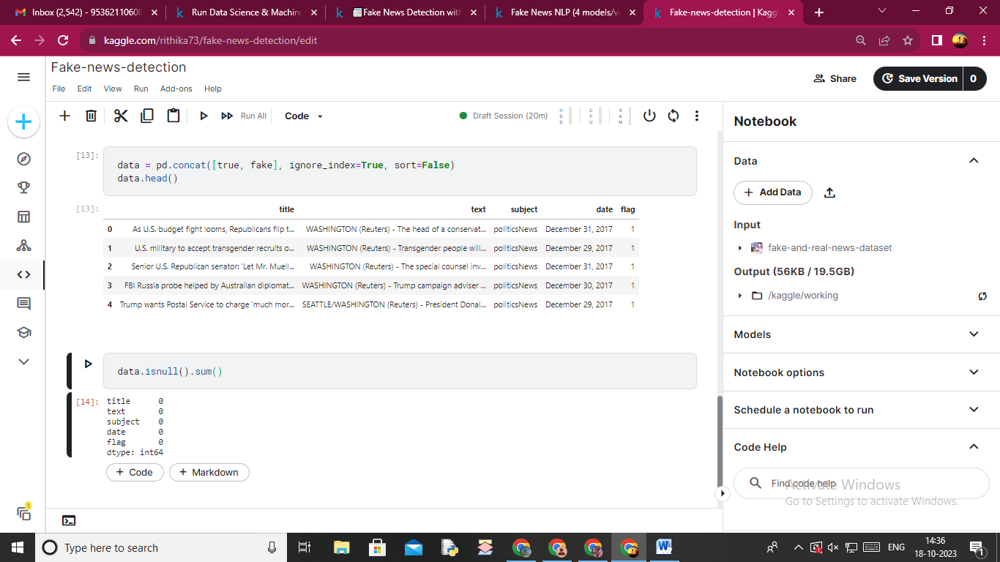 Inbox (2,542) - 9536211060
Run Data Science & Machine
Fake News Detection with
Fake News NLP (4 models/vi
Fake-news-detection | Kaggl
kaggle.com/rithika73/fake-news-detection/edit
Fake-news-detection
File Edit View Run Add-ons Help
Share
Save Version 0
Run All
Code
Draft Session (20m)
HDD
CPU
RAM
Notebook
[13]:
data = pd.concat([true, fake], ignore_index=True, sort=False)
data.head()
[13]:
title text subject date flag
0 As U.S. budget fight looms, Republicans flip t... WASHINGTON (Reuters) - The head of a conservat... politicsNews December 31, 2017 1
1 U.S. military to accept transgender recruits o... WASHINGTON (Reuters) - Transgender people will... politicsNews December 29, 2017 1
2 Senior U.S. Republican senator: 'Let Mr. Muell... WASHINGTON (Reuters) - The special counsel inv... politicsNews December 31, 2017 1
3 FBI Russia probe helped by Australian diplomat... WASHINGTON (Reuters) - Trump campaign adviser ... politicsNews December 30, 2017 1
4 Trump wants Postal Service to charge 'much mor... SEATTLE/WASHINGTON (Reuters) - President Donal... politicsNews December 29, 2017 1
data.isnull().sum()
[14]:
title 0
text 0
subject 0
date 0
flag 0
dtype: int64
+ Code + Markdown
Data
+ Add Data
Input
fake-and-real-news-dataset
Output (56KB / 19.5GB)
/kaggle/working
Models
Notebook options
Schedule a notebook to run
Code Help
Find code help
Activate Windows
Go to Settings to activate Windows.
1
Type here to search
ENG
14:36
18-10-2023
1